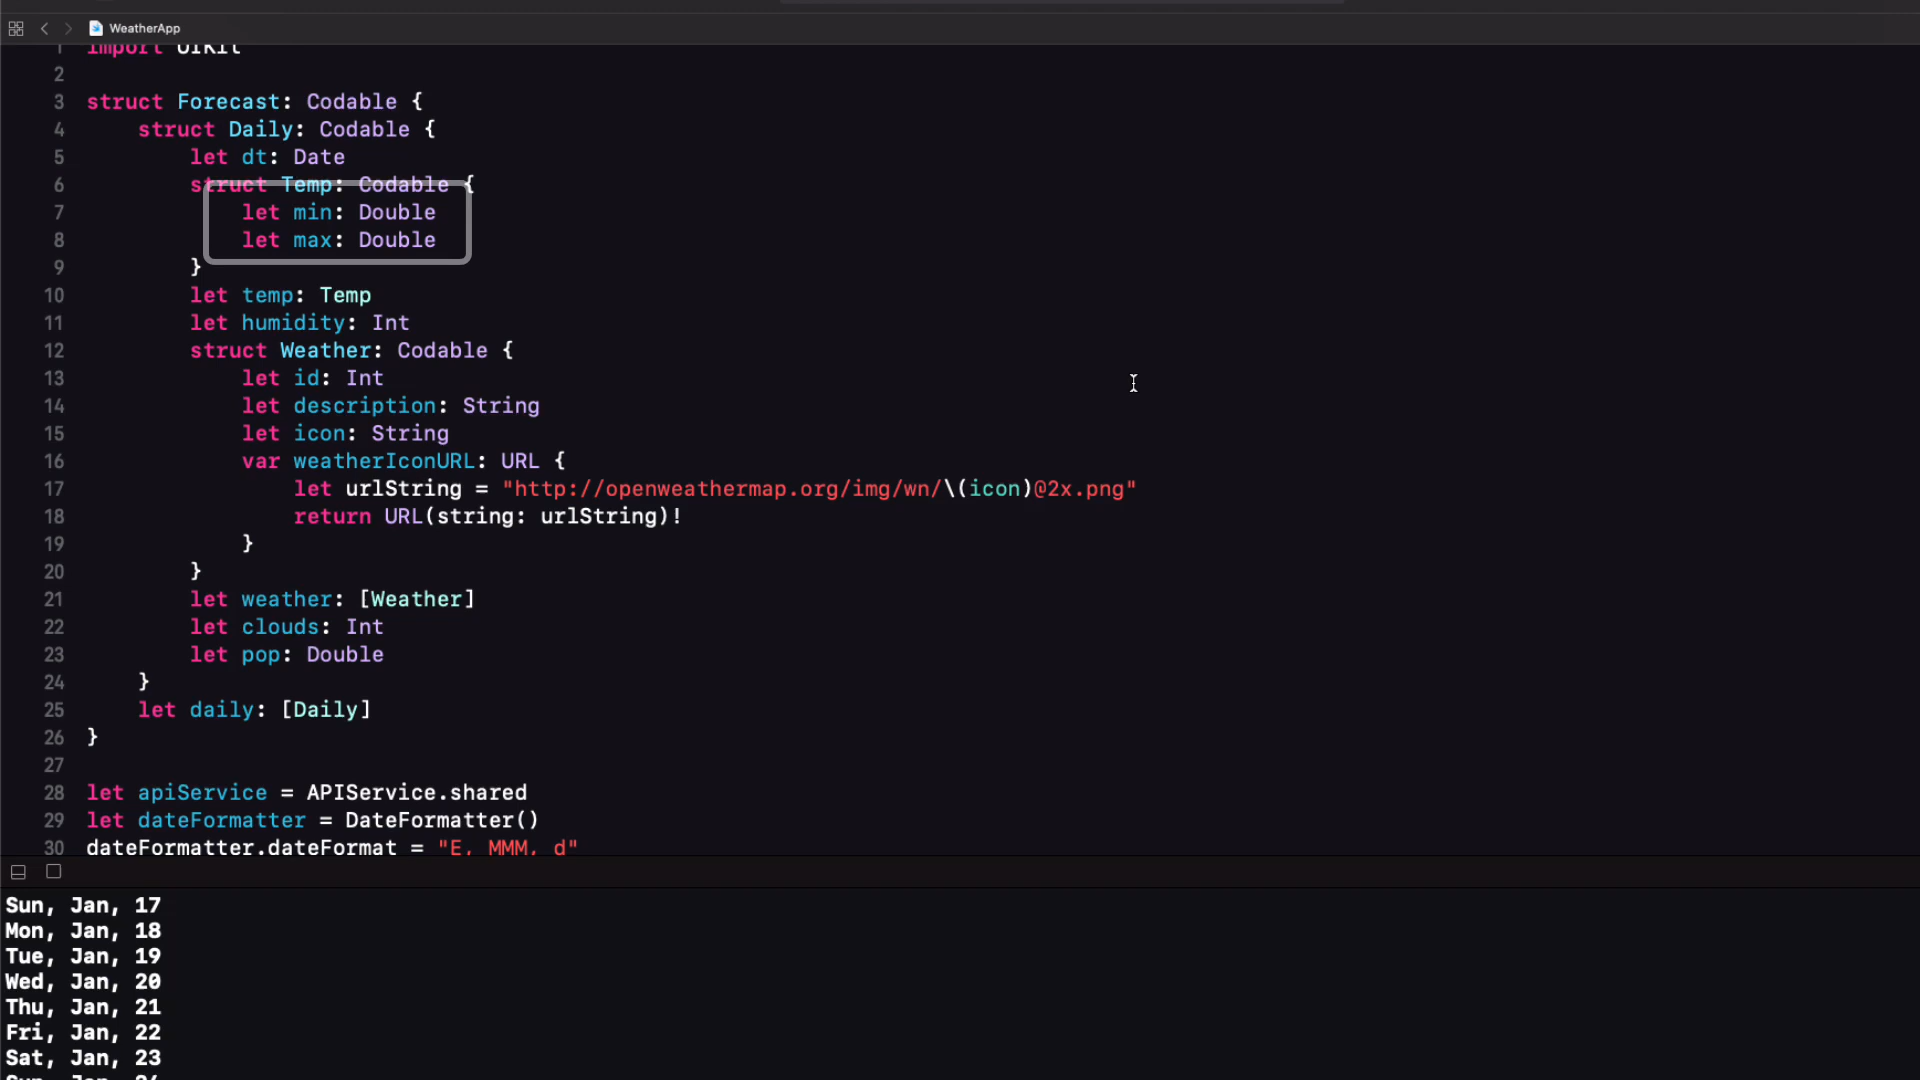 WeatherApp
1 import UIKit
2
3 struct Forecast: Codable {
4 struct Daily: Codable {
5 let dt: Date
6 struct Temp: Codable {
7 let min: Double
8 let max: Double
9 }
10 let temp: Temp
11 let humidity: Int
12 struct Weather: Codable {
13 let id: Int
14 let description: String
15 let icon: String
16 var weatherIconURL: URL {
17 let urlString = "http://openweathermap.org/img/wn/\(icon)@2x.png"
18 return URL(string: urlString)!
19 }
20 }
21 let weather: [Weather]
22 let clouds: Int
23 let pop: Double
24 }
25 let daily: [Daily]
26 }
27
28 let apiService = APIService.shared
29 let dateFormatter = DateFormatter()
30 dateFormatter.dateFormat = "E, MMM, d"
Sun, Jan, 17
Mon, Jan, 18
Tue, Jan, 19
Wed, Jan, 20
Thu, Jan, 21
Fri, Jan, 22
Sat, Jan, 23
Sun, Jan, 24